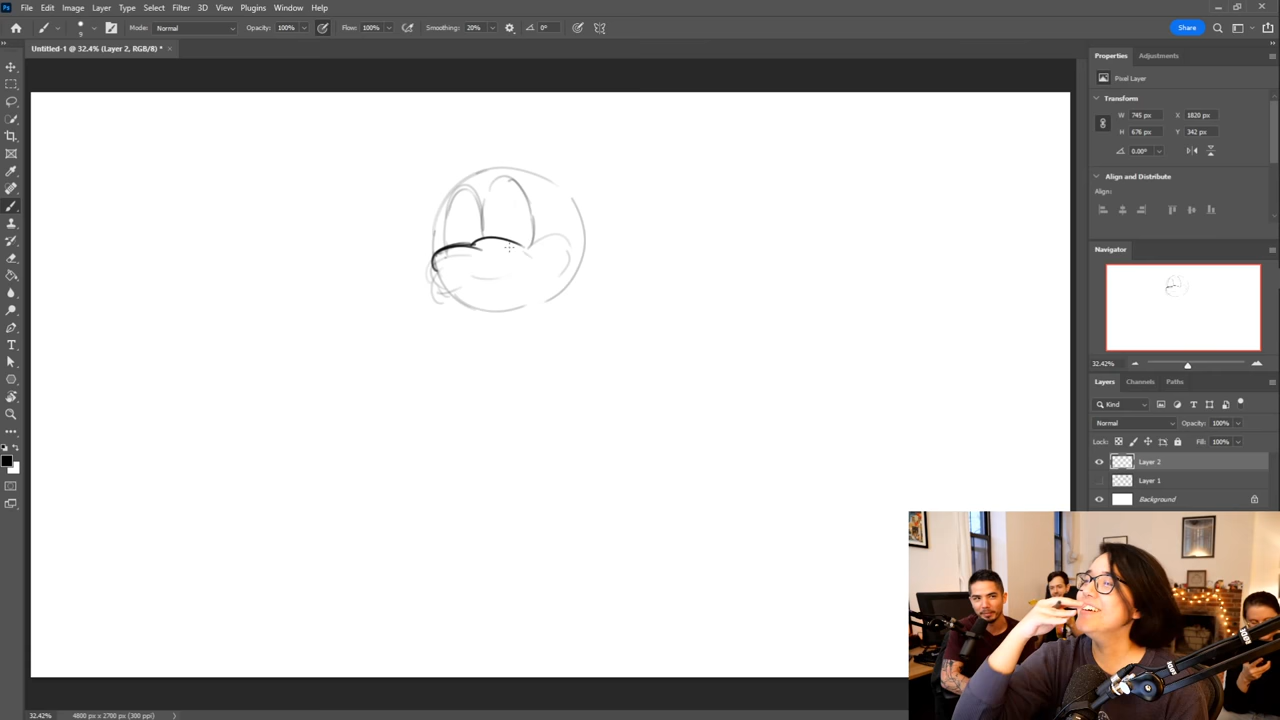 Ps File Edit Image Layer Type Select Filter 3D View Plugins Window Help
9 Mode: Normal Opacity: 100% Flow: 100% Smoothing: 20% 0° Share
Untitled-1 @ 32.4% (Layer 2, RGB/8) *
Properties Adjustments
Pixel Layer
Transform
W 745 px X 1820 px
H 676 px Y 342 px
0.00°
Align and Distribute
Align:
Navigator
32.42%
Layers Channels Paths
Kind
Normal Opacity: 100%
Lock: Fill: 100%
Layer 2
Layer 1
Background
32.42% 4800 px x 2700 px (300 ppi)
RODE